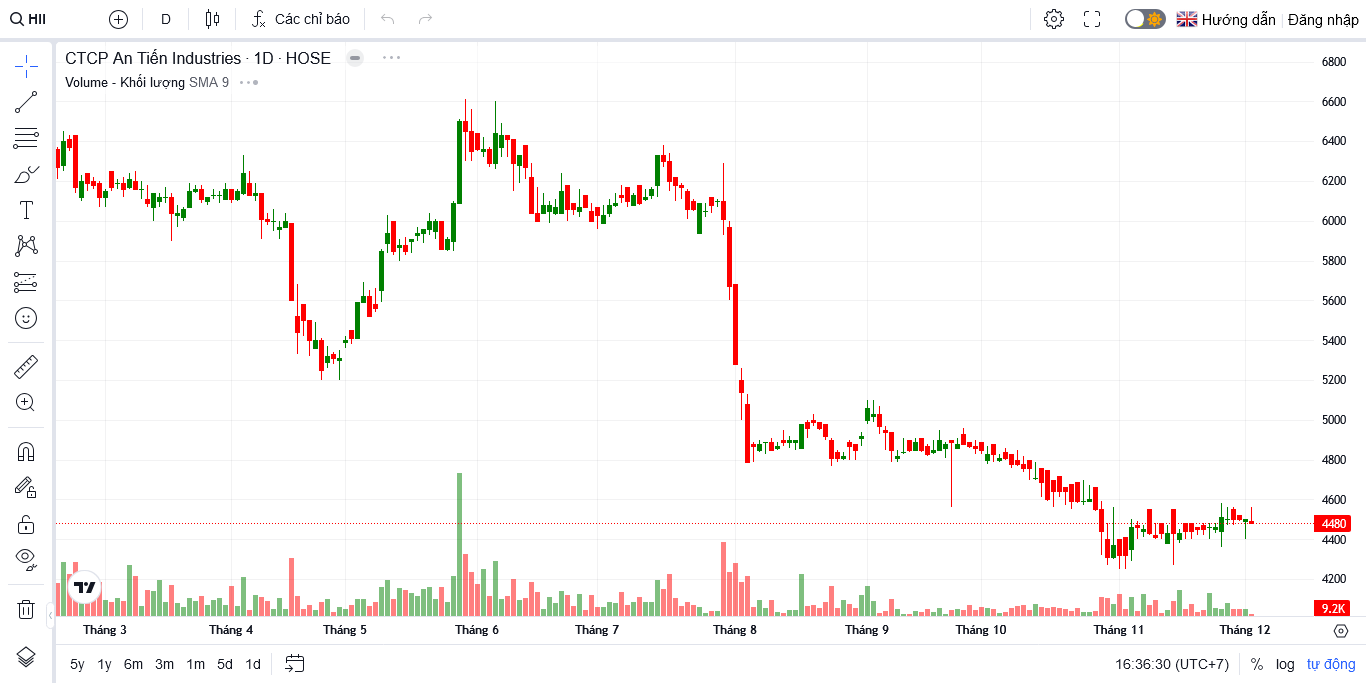 HII D Các chỉ báo Hướng dẫn Đăng nhập
CTCP An Tiến Industries · 1D · HOSE
Volume - Khối lượng SMA 9
6800
6600
6400
6200
6000
5800
5600
5400
5200
5000
4800
4600
4480
4400
4200
9.2K
Tháng 3 Tháng 4 Tháng 5 Tháng 6 Tháng 7 Tháng 8 Tháng 9 Tháng 10 Tháng 11 Tháng 12
5y 1y 6m 3m 1m 5d 1d 16:36:30 (UTC+7) % log tự động